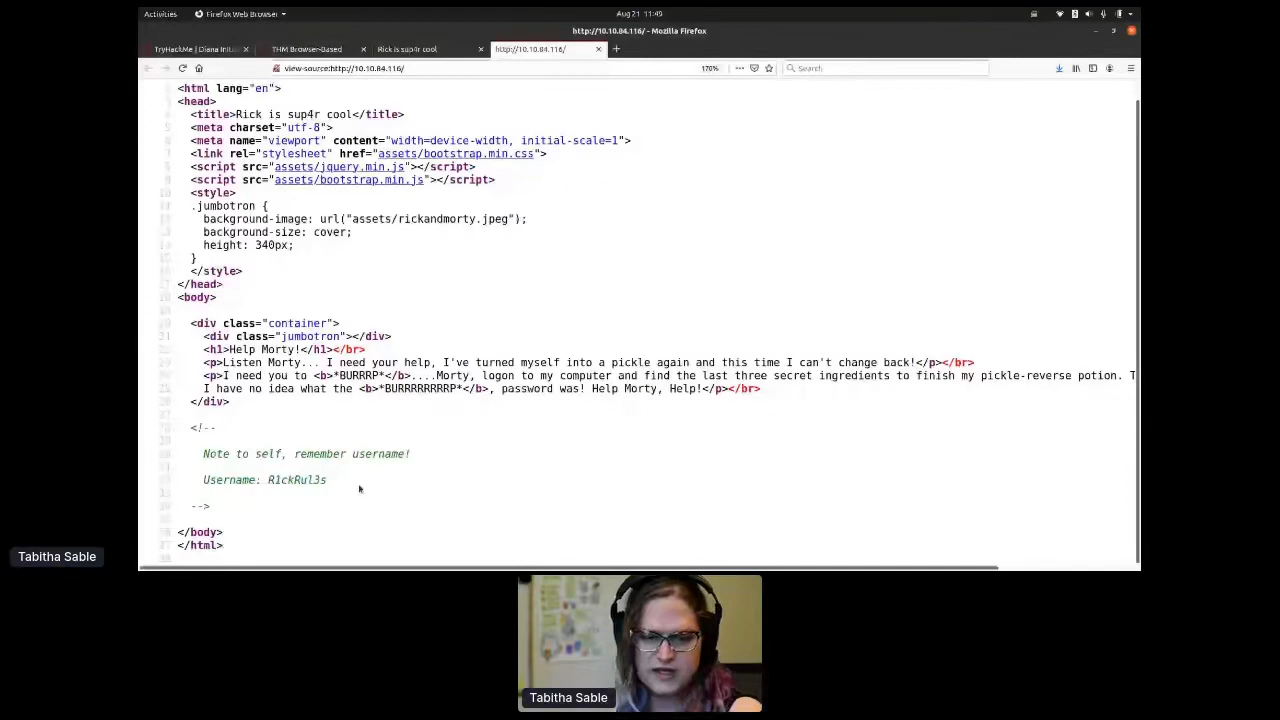 Activities
Firefox Web Browser
Aug 21 11:49
http://10.10.84.116/ - Mozilla Firefox
TryHackMe | Diana Initi
THM Browser-Based
Rick is sup4r cool
http://10.10.84.116/
view-source:http://10.10.84.116/
170%
Search
<html lang="en">
<head>
<title>Rick is sup4r cool</title>
<meta charset="utf-8">
<meta name="viewport" content="width=device-width, initial-scale=1">
<link rel="stylesheet" href="assets/bootstrap.min.css">
<script src="assets/jquery.min.js"></script>
<script src="assets/bootstrap.min.js"></script>
<style>
.jumbotron {
background-image: url("assets/rickandmorty.jpeg");
background-size: cover;
height: 340px;
}
</style>
</head>
<body>
<div class="container">
<div class="jumbotron"></div>
<h1>Help Morty!</h1></br>
<p>Listen Morty... I need your help, I've turned myself into a pickle again and this time I can't change back!</p></br>
<p>I need you to <b>*BURRRP*</b>....Morty, logon to my computer and find the last three secret ingredients to finish my pickle-reverse potion. T
I have no idea what the <b>*BURRRRRRRRP*</b>, password was! Help Morty, Help!</p></br>
</div>
<!--
Note to self, remember username!
Username: R1ckRul3s
-->
</body>
</html>
Tabitha Sable
Tabitha Sable